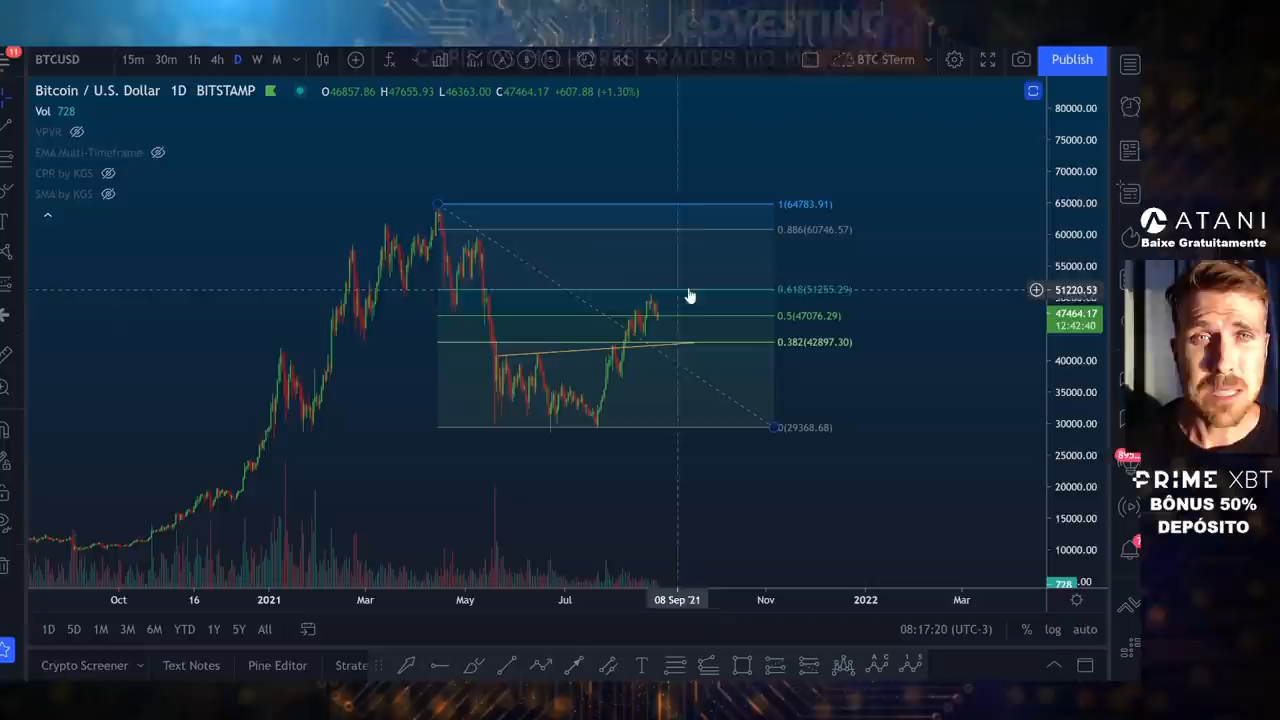 COVESTING
11
BTCUSD 15m 30m 1h 4h D W M BTC STerm Publish
Bitcoin / U.S. Dollar 1D BITSTAMP O46857.86 H47655.93 L46363.00 C47464.17 +607.88 (+1.30%)
Vol 728
VPVR
EMA Multi-Timeframe
CPR by KGS
SMA by KGS
80000.00
75000.00
70000.00
65000.00
60000.00
55000.00
51220.53
47464.17
12:42:40
40000.00
35000.00
30000.00
25000.00
20000.00
15000.00
10000.00
728 .00
1(64783.91)
0.886(60746.57)
0.618(51255.29)
0.5(47076.29)
0.382(42897.30)
0(29368.68)
Oct 16 2021 Mar May Jul 08 Sep '21 Nov 2022 Mar
1D 5D 1M 3M 6M YTD 1Y 5Y All 08:17:20 (UTC-3) % log auto
Crypto Screener Text Notes Pine Editor Strate
ATANI
Baixe Gratuitamente
PRIME XBT
BÔNUS 50%
DEPÓSITO